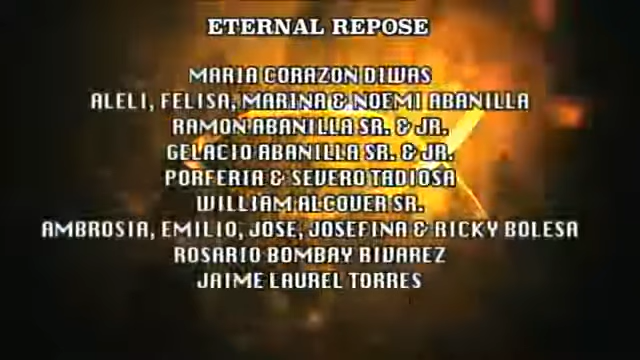 ETERNAL REPOSE
MARIA CORAZON DIWAS
ALELI, FELISA, MARINA & NOEMI ABANILLA
RAMON ABANILLA SR. & JR.
GELACIO ABANILLA SR. & JR.
PORFERIA & SEVERO TADIOSA
WILLIAM ALCOVER SR.
AMBROSIA, EMILIO, JOSE, JOSEFINA & RICKY BOLESA
ROSARIO BOMBAY RIVAREZ
JAIME LAUREL TORRES